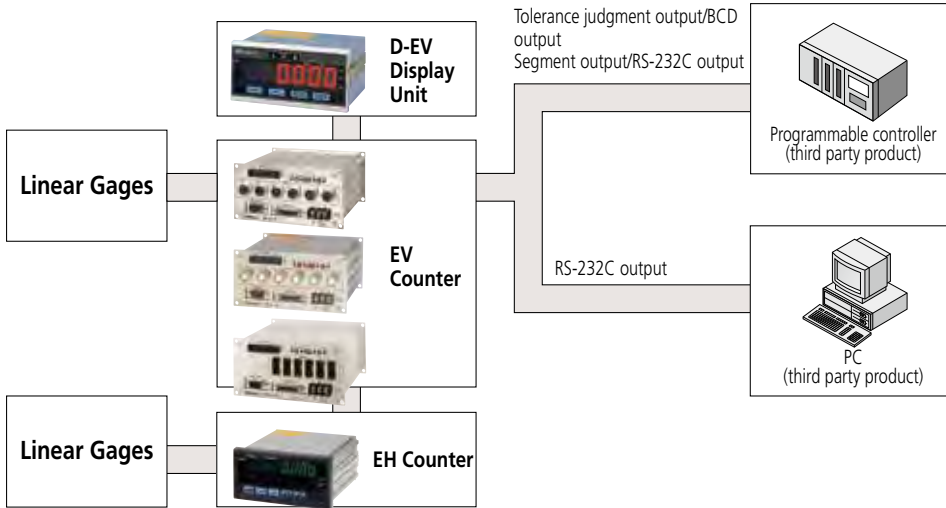 D-EV
Display
Unit
Tolerance judgment output/BCD
output
Segment output/RS-232C output
Programmable controller
(third party product)
Linear Gages
EV
Counter
RS-232C output
PC
(third party product)
Linear Gages
EH Counter